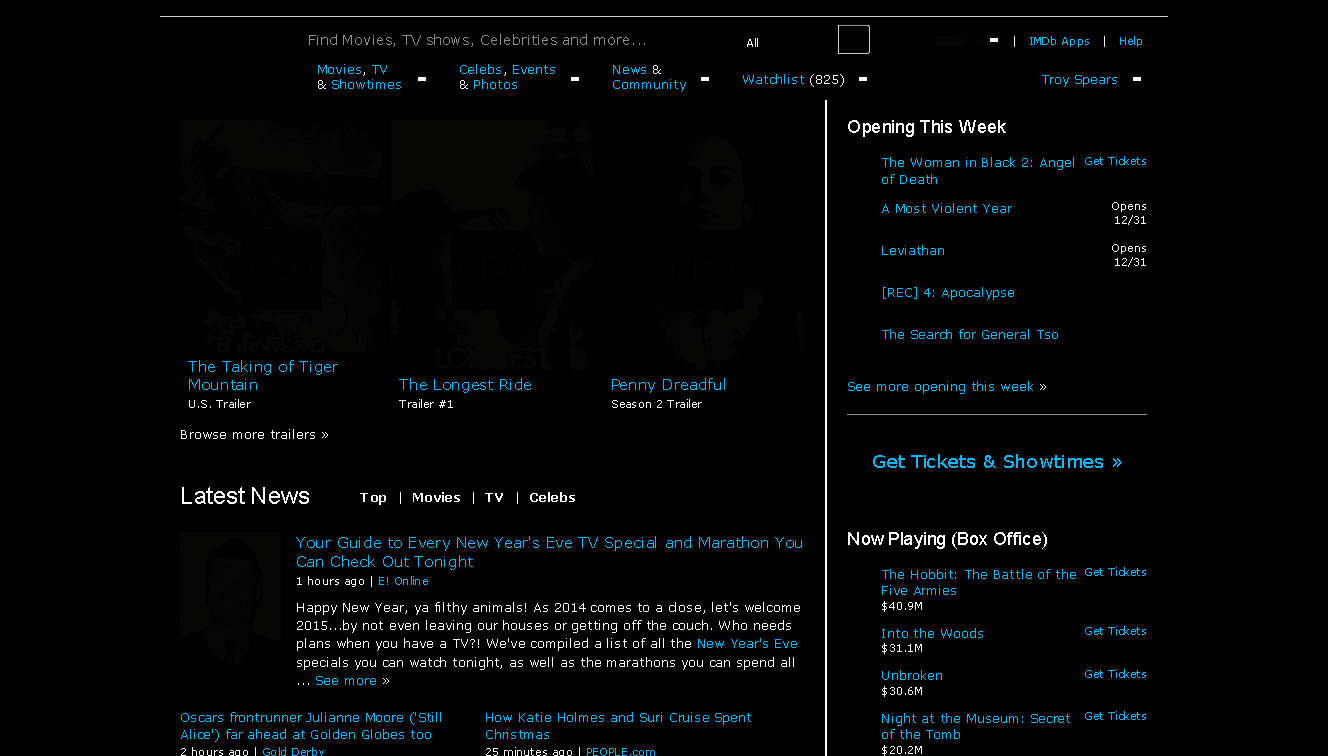 Find Movies, TV shows, Celebrities and more...
All
| IMDb Apps | Help
Movies, TV
& Showtimes
Celebs, Events
& Photos
News &
Community
Watchlist (825)
Troy Spears
The Taking of Tiger
Mountain
U.S. Trailer
The Longest Ride
Trailer #1
Penny Dreadful
Season 2 Trailer
Browse more trailers »
Latest News
Top | Movies | TV | Celebs
Your Guide to Every New Year's Eve TV Special and Marathon You
Can Check Out Tonight
1 hours ago | E! Online
Happy New Year, ya filthy animals! As 2014 comes to a close, let's welcome
2015...by not even leaving our houses or getting off the couch. Who needs
plans when you have a TV?! We've compiled a list of all the New Year's Eve
specials you can watch tonight, as well as the marathons you can spend all
... See more »
Oscars frontrunner Julianne Moore ('Still
Alice') far ahead at Golden Globes too
2 hours ago | Gold Derby
How Katie Holmes and Suri Cruise Spent
Christmas
25 minutes ago | PEOPLE.com
Opening This Week
The Woman in Black 2: Angel
of Death
Get Tickets
A Most Violent Year
Opens
12/31
Leviathan
Opens
12/31
[REC] 4: Apocalypse
The Search for General Tso
See more opening this week »
Get Tickets & Showtimes »
Now Playing (Box Office)
The Hobbit: The Battle of the
Five Armies
$40.9M
Get Tickets
Into the Woods
$31.1M
Get Tickets
Unbroken
$30.6M
Get Tickets
Night at the Museum: Secret
of the Tomb
$20.2M
Get Tickets